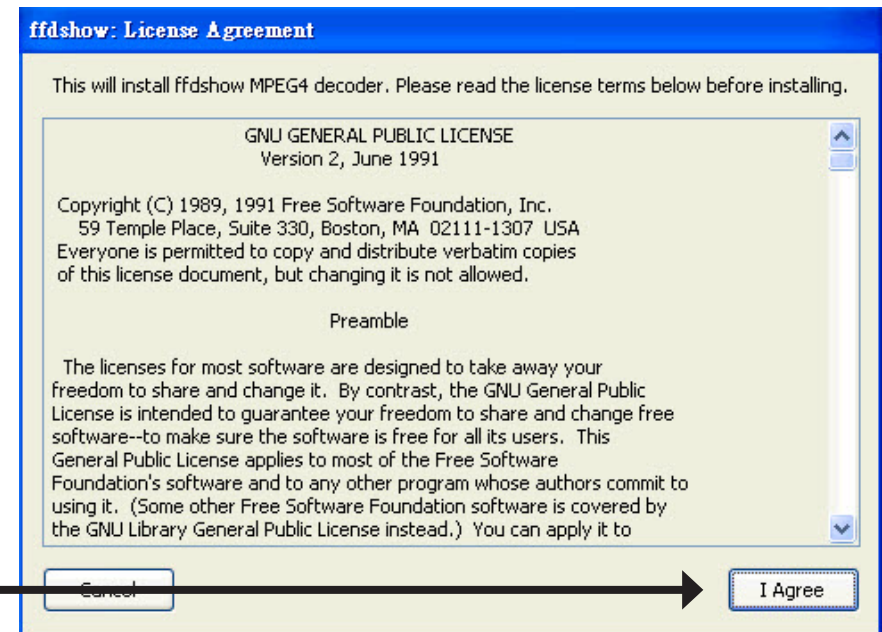 ffdshow: License Agreement
This will install ffdshow MPEG4 decoder. Please read the license terms below before installing.
GNU GENERAL PUBLIC LICENSE
Version 2, June 1991
Copyright (C) 1989, 1991 Free Software Foundation, Inc.
59 Temple Place, Suite 330, Boston, MA 02111-1307 USA
Everyone is permitted to copy and distribute verbatim copies
of this license document, but changing it is not allowed.
Preamble
The licenses for most software are designed to take away your
freedom to share and change it. By contrast, the GNU General Public
License is intended to guarantee your freedom to share and change free
software--to make sure the software is free for all its users. This
General Public License applies to most of the Free Software
Foundation's software and to any other program whose authors commit to
using it. (Some other Free Software Foundation software is covered by
the GNU Library General Public License instead.) You can apply it to
Cancel
I Agree